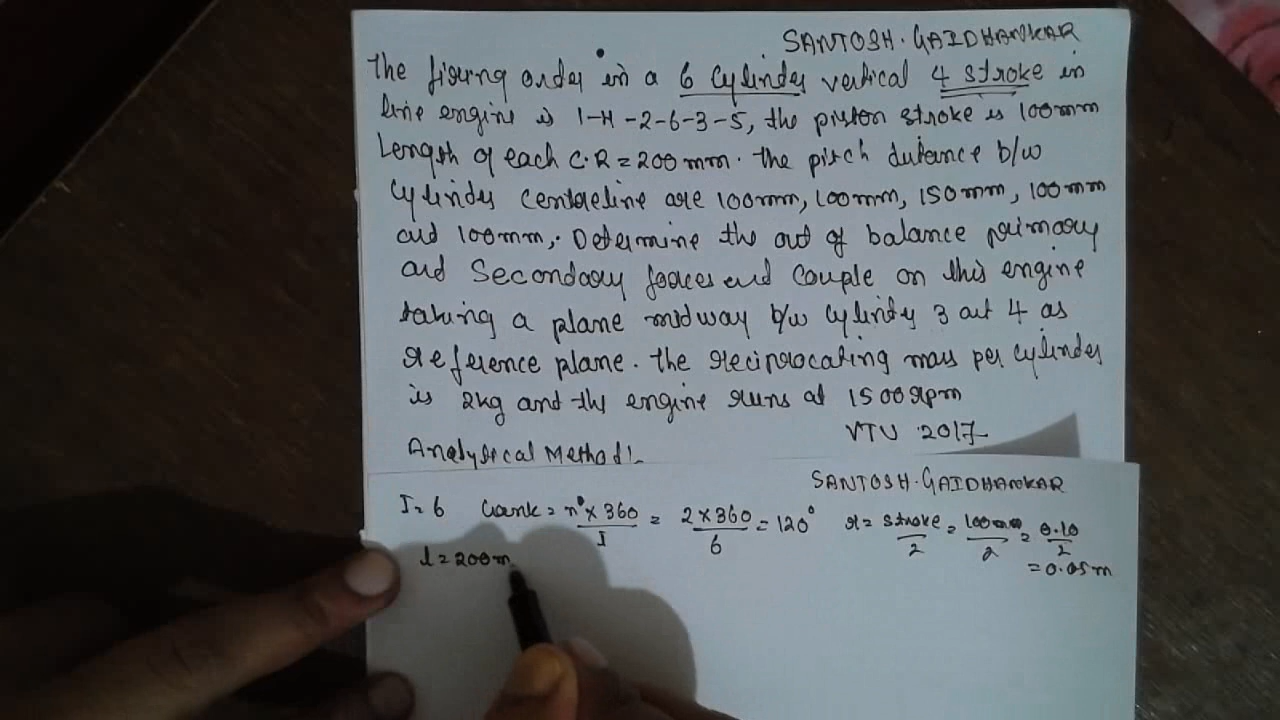 SANTOSH.GAIDHANKAR
The firing order in a 6 cylinder vertical 4 stroke in
line engine is 1-4-2-6-3-5, the piston stroke is 100mm
Length of each C.R = 200mm. the pitch distance b/w
cylinder centreline are 100mm, 100mm, 150mm, 100mm
and 100mm,. Determine the out of balance primary
and Secondary forces and Couple on this engine
taking a plane midway b/w cylinder 3 and 4 as
reference plane. the reciprocating mass per cylinder
is 2kg and the engine runs at 1500rpm
VTU 2017
Analytical Method:-
SANTOSH.GAIDHANKAR
I = 6 Crank = n° × 360 / I = 2 × 360 / 6 = 120° r = stroke / 2 = 100mm / 2 = 0.10 / 2
= 0.05m
l = 200m